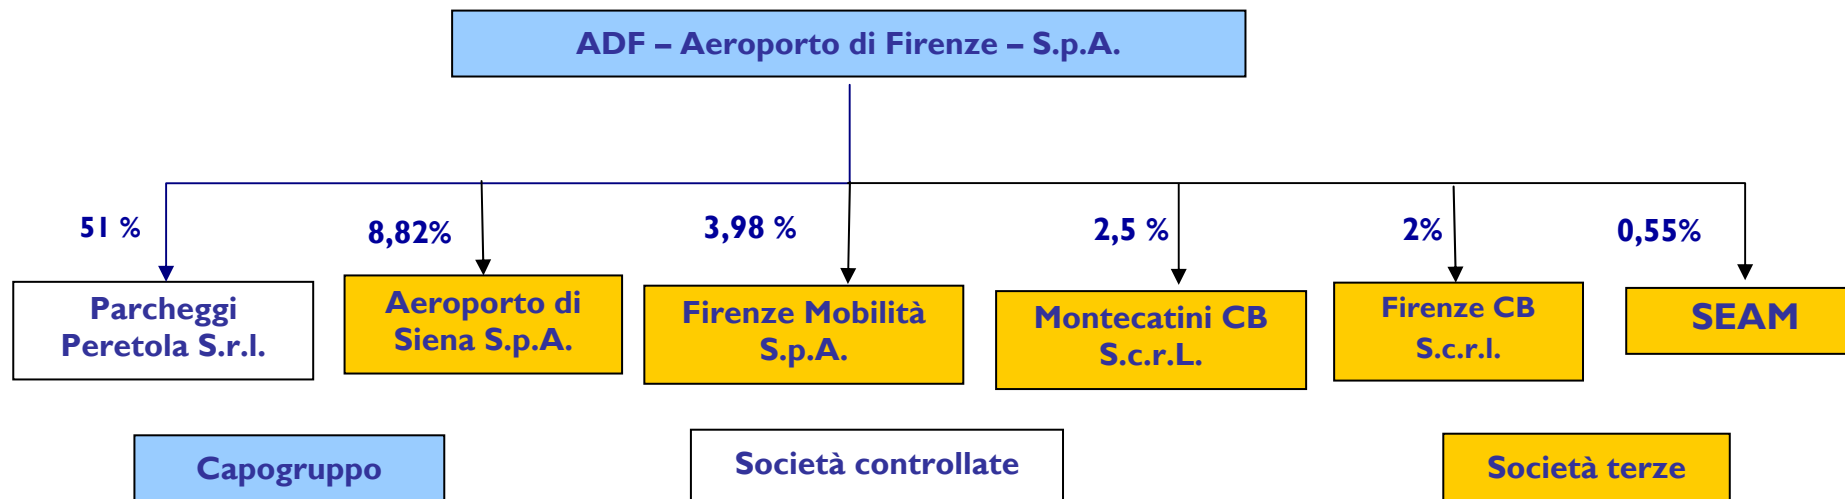 ADF – Aeroporto di Firenze – S.p.A.
51 %
8,82%
3,98 %
2,5 %
2%
0,55%
Parcheggi
Peretola S.r.l.
Aeroporto di
Siena S.p.A.
Firenze Mobilità
S.p.A.
Montecatini CB
S.c.r.L.
Firenze CB
S.c.r.l.
SEAM
Capogruppo
Società controllate
Società terze